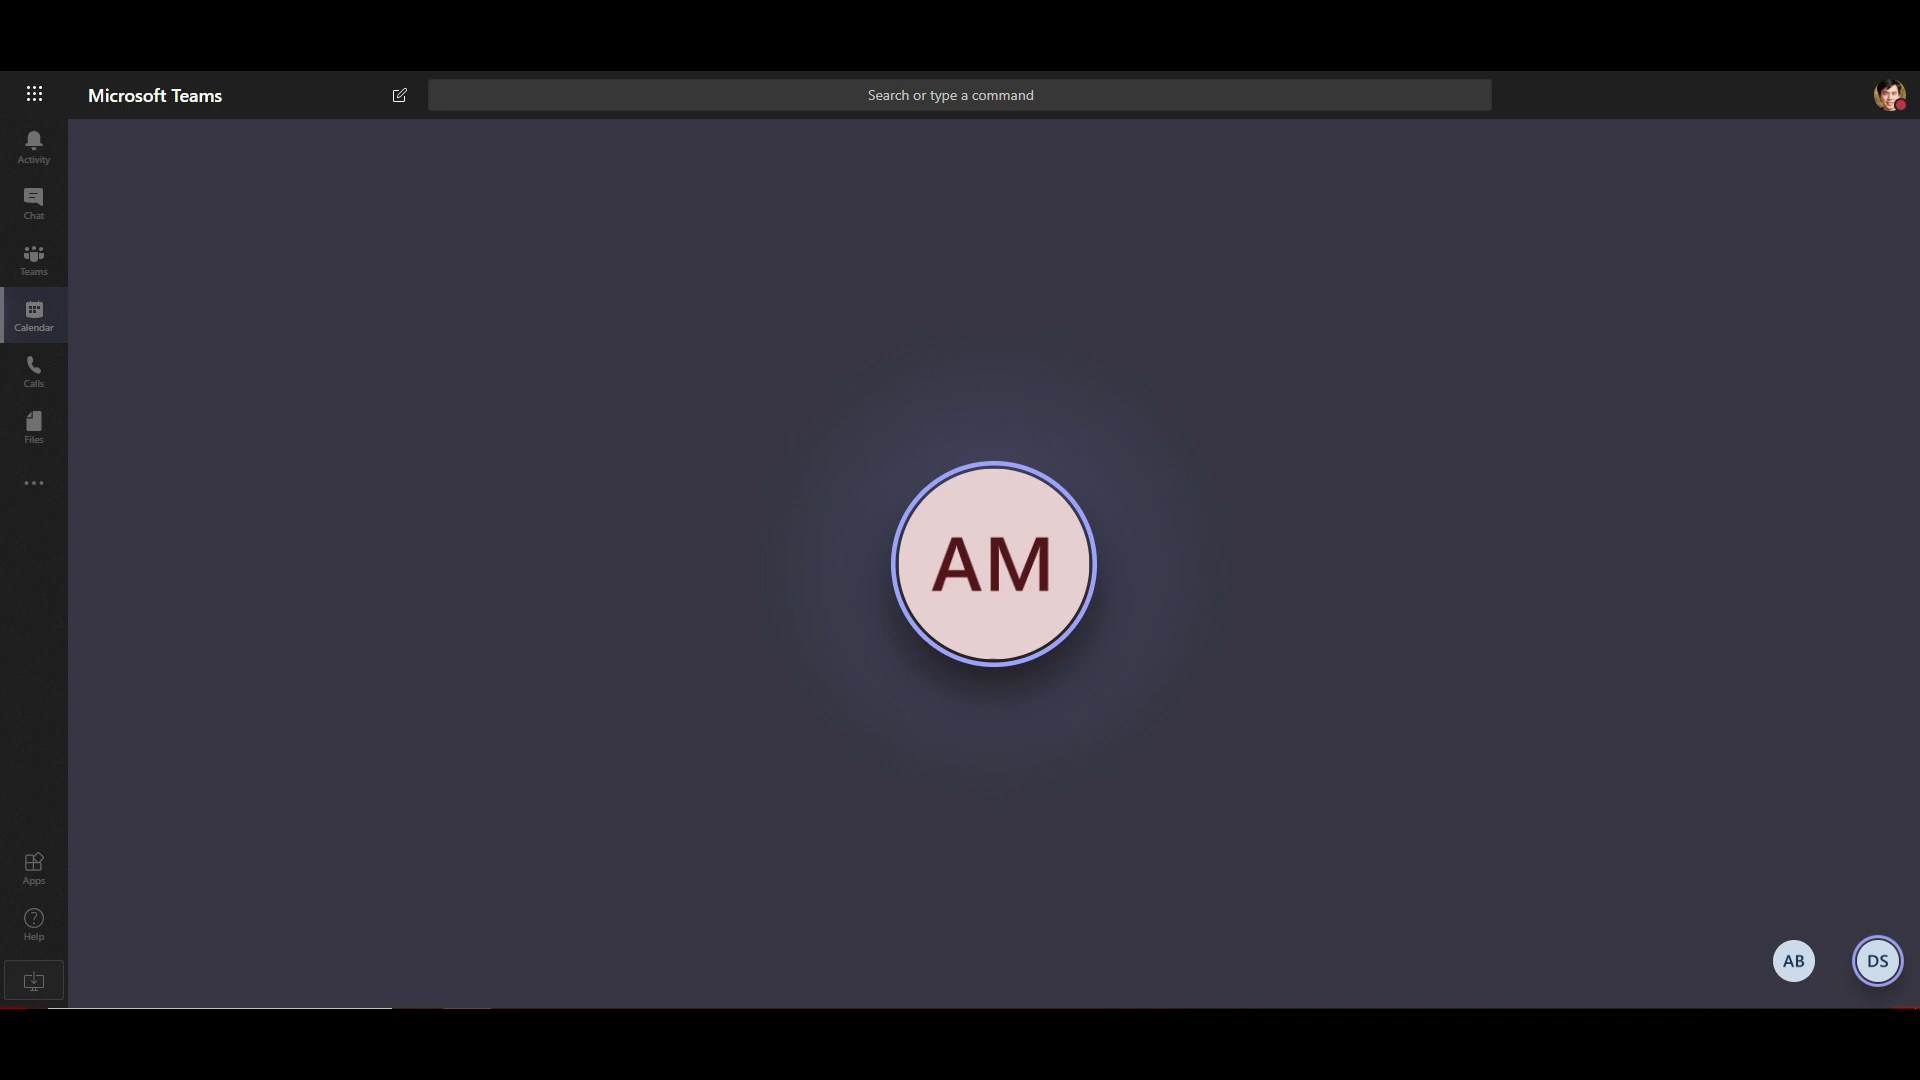 Microsoft Teams
Search or type a command
Activity
Chat
Teams
Calendar
Calls
Files
AM
Apps
Help
AB
DS